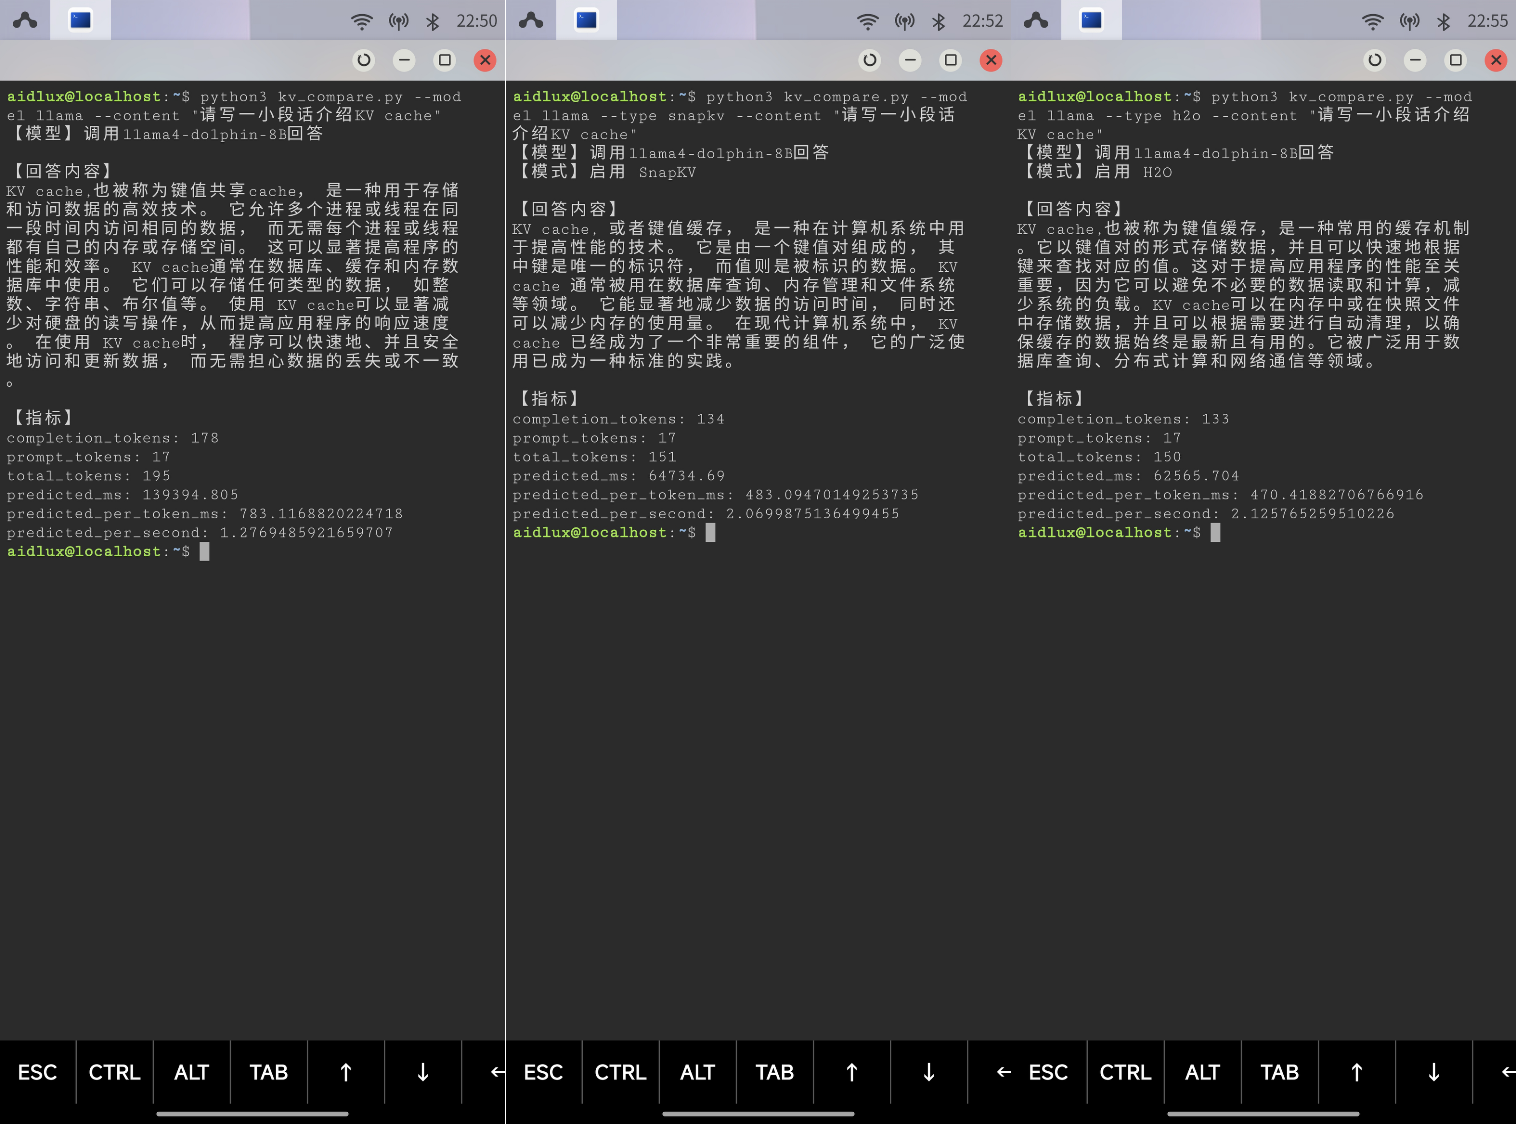 22:50
aidlux@localhost:~$ python3 kv_compare.py --mod
el llama --content "请写一小段话介绍KV cache"
【模型】调用llama4-dolphin-8B回答
【回答内容】
KV cache,也被称为键值共享cache， 是一种用于存储
和访问数据的高效技术。 它允许多个进程或线程在同
一段时间内访问相同的数据， 而无需每个进程或线程
都有自己的内存或存储空间。 这可以显著提高程序的
性能和效率。 KV cache通常在数据库、缓存和内存数
据库中使用。 它们可以存储任何类型的数据， 如整
数、字符串、布尔值等。 使用 KV cache可以显著减
少对硬盘的读写操作，从而提高应用程序的响应速度
。 在使用 KV cache时， 程序可以快速地、并且安全
地访问和更新数据， 而无需担心数据的丢失或不一致
。
【指标】
completion_tokens: 178
prompt_tokens: 17
total_tokens: 195
predicted_ms: 139394.805
predicted_per_token_ms: 783.1168820224718
predicted_per_second: 1.2769485921659707
aidlux@localhost:~$
ESC CTRL ALT TAB ↑ ↓ ←
22:52
aidlux@localhost:~$ python3 kv_compare.py --mod
el llama --type snapkv --content "请写一小段话
介绍KV cache"
【模型】调用llama4-dolphin-8B回答
【模式】启用 SnapKV
【回答内容】
KV cache, 或者键值缓存， 是一种在计算机系统中用
于提高性能的技术。 它是由一个键值对组成的， 其
中键是唯一的标识符， 而值则是被标识的数据。 KV
cache 通常被用在数据库查询、内存管理和文件系统
等领域。 它能显著地减少数据的访问时间， 同时还
可以减少内存的使用量。 在现代计算机系统中， KV
cache 已经成为了一个非常重要的组件， 它的广泛使
用已成为一种标准的实践。
【指标】
completion_tokens: 134
prompt_tokens: 17
total_tokens: 151
predicted_ms: 64734.69
predicted_per_token_ms: 483.09470149253735
predicted_per_second: 2.0699875136499455
aidlux@localhost:~$
ESC CTRL ALT TAB ↑ ↓ ←
22:55
aidlux@localhost:~$ python3 kv_compare.py --mod
el llama --type h2o --content "请写一小段话介绍
KV cache"
【模型】调用llama4-dolphin-8B回答
【模式】启用 H2O
【回答内容】
KV cache,也被称为键值缓存，是一种常用的缓存机制
。它以键值对的形式存储数据，并且可以快速地根据
键来查找对应的值。这对于提高应用程序的性能至关
重要，因为它可以避免不必要的数据读取和计算，减
少系统的负载。KV cache可以在内存中或在快照文件
中存储数据，并且可以根据需要进行自动清理，以确
保缓存的数据始终是最新且有用的。它被广泛用于数
据库查询、分布式计算和网络通信等领域。
【指标】
completion_tokens: 133
prompt_tokens: 17
total_tokens: 150
predicted_ms: 62565.704
predicted_per_token_ms: 470.41882706766916
predicted_per_second: 2.125765259510226
aidlux@localhost:~$
ESC CTRL ALT TAB ↑ ↓ ←